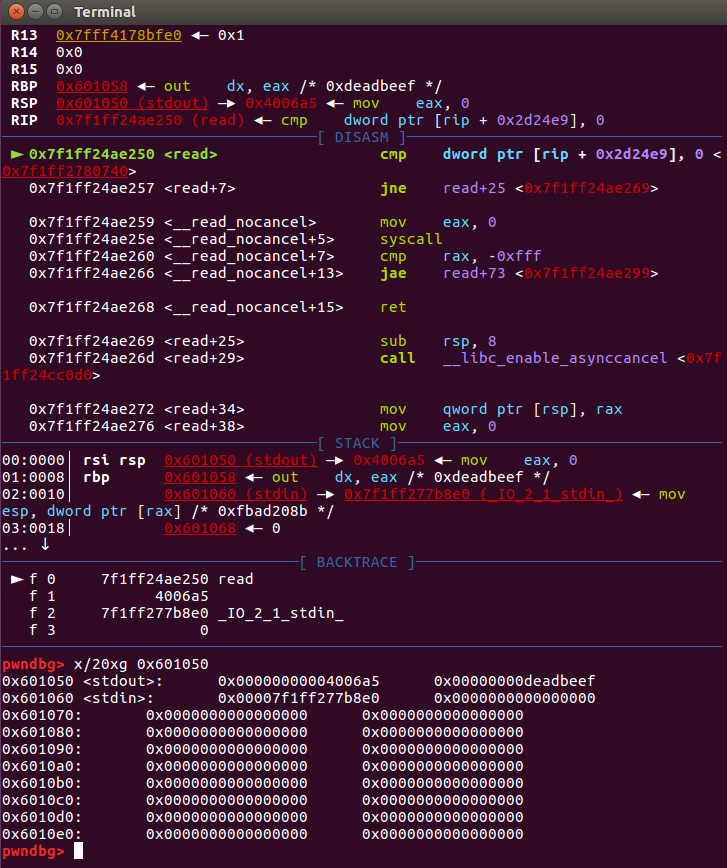 Terminal
R13 0x7fff4178bfe0 ◂— 0x1
R14 0x0
R15 0x0
RBP 0x601058 ◂— out dx, eax /* 0xdeadbeef */
RSP 0x601050 (stdout) —▸ 0x4006a5 ◂— mov eax, 0
RIP 0x7f1ff24ae250 (read) ◂— cmp dword ptr [rip + 0x2d24e9], 0
[ DISASM ]
► 0x7f1ff24ae250 <read> cmp dword ptr [rip + 0x2d24e9], 0 <
0x7f1ff2780740>
0x7f1ff24ae257 <read+7> jne read+25 <0x7f1ff24ae269>
0x7f1ff24ae259 <__read_nocancel> mov eax, 0
0x7f1ff24ae25e <__read_nocancel+5> syscall
0x7f1ff24ae260 <__read_nocancel+7> cmp rax, -0xfff
0x7f1ff24ae266 <__read_nocancel+13> jae read+73 <0x7f1ff24ae299>
0x7f1ff24ae268 <__read_nocancel+15> ret
0x7f1ff24ae269 <read+25> sub rsp, 8
0x7f1ff24ae26d <read+29> call __libc_enable_asynccancel <0x7f
1ff24cc0d0>
0x7f1ff24ae272 <read+34> mov qword ptr [rsp], rax
0x7f1ff24ae276 <read+38> mov eax, 0
[ STACK ]
00:0000│ rsi rsp 0x601050 (stdout) —▸ 0x4006a5 ◂— mov eax, 0
01:0008│ rbp 0x601058 ◂— out dx, eax /* 0xdeadbeef */
02:0010│ 0x601060 (stdin) —▸ 0x7f1ff277b8e0 (_IO_2_1_stdin_) ◂— mov
esp, dword ptr [rax] /* 0xfbad208b */
03:0018│ 0x601068 ◂— 0
... ↓
[ BACKTRACE ]
► f 0 7f1ff24ae250 read
f 1 4006a5
f 2 7f1ff277b8e0 _IO_2_1_stdin_
f 3 0
pwndbg> x/20xg 0x601050
0x601050 <stdout>: 0x00000000004006a5 0x00000000deadbeef
0x601060 <stdin>: 0x00007f1ff277b8e0 0x0000000000000000
0x601070: 0x0000000000000000 0x0000000000000000
0x601080: 0x0000000000000000 0x0000000000000000
0x601090: 0x0000000000000000 0x0000000000000000
0x6010a0: 0x0000000000000000 0x0000000000000000
0x6010b0: 0x0000000000000000 0x0000000000000000
0x6010c0: 0x0000000000000000 0x0000000000000000
0x6010d0: 0x0000000000000000 0x0000000000000000
0x6010e0: 0x0000000000000000 0x0000000000000000
pwndbg>